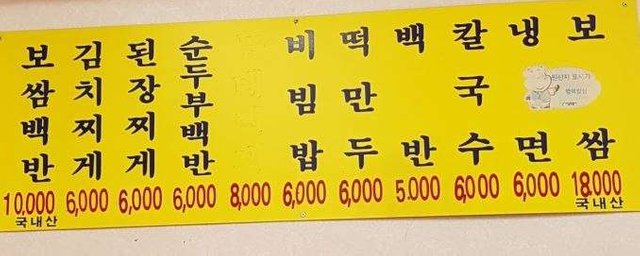 보쌈백반
10,000
국내산
김치찌게
6,000
된장찌게
6,000
순두부백반
6,000
8,000
비빔밥
6,000
떡만두
6,000
백반
5.000
칼국수
6,000
냉면
6,000
보쌈
18.000
국내산